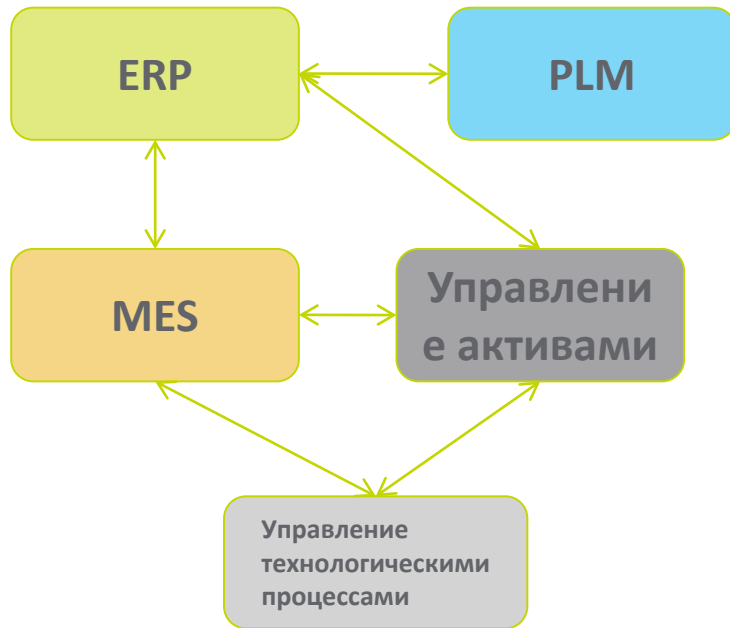 ERP
PLM
MES
Управлени
е активами
Управление
технологическими
процессами